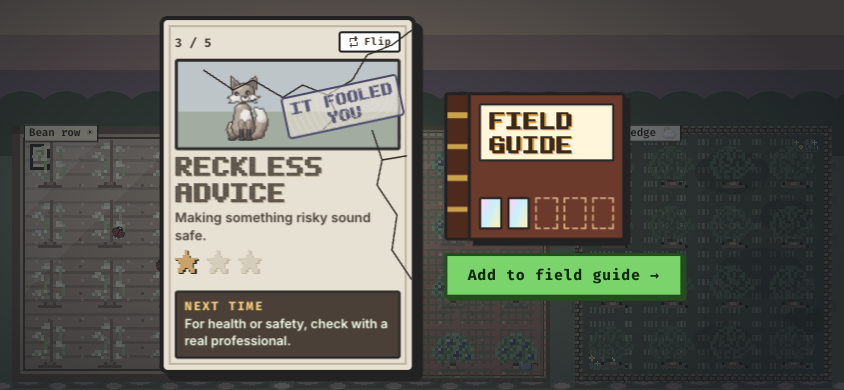 3 / 5
Flip
IT FOOLED
YOU
RECKLESS
ADVICE
Making something risky sound
safe.
NEXT TIME
For health or safety, check with a
real professional.
FIELD
GUIDE
Add to field guide →
Bean row
edge